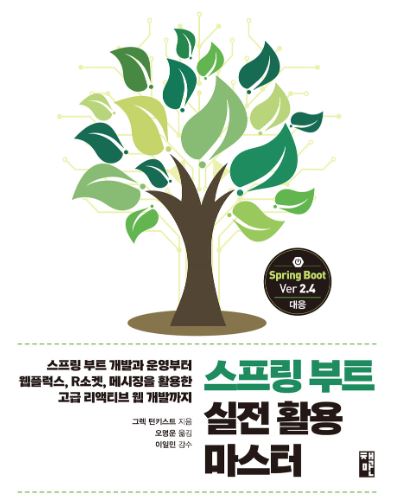 Spring Boot
Ver 2.4
대응
스프링 부트 개발과 운영부터
웹플럭스, R소켓, 메시징을 활용한
고급 리액티브 웹 개발까지
그렉 턴키스트 지음
오명운 옮김
이일민 감수
스프링 부트
실전 활용
마스터
책만